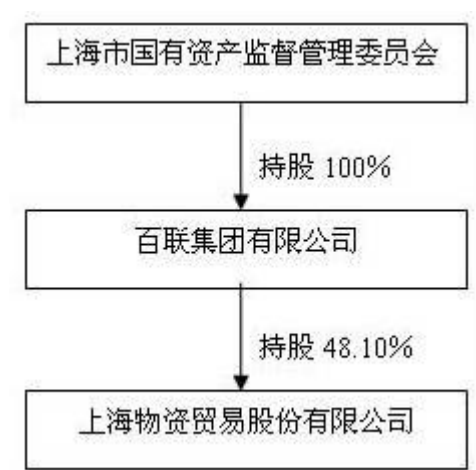 上海市国有资产监督管理委员会
持股 100%
百联集团有限公司
持股 48.10%
上海物资贸易股份有限公司